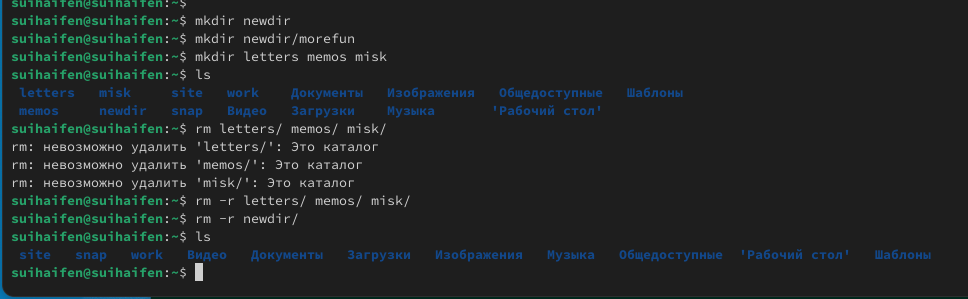 suihaifen@suihaifen:~$
suihaifen@suihaifen:~$ mkdir newdir
suihaifen@suihaifen:~$ mkdir newdir/morefun
suihaifen@suihaifen:~$ mkdir letters memos misk
suihaifen@suihaifen:~$ ls
letters misk site work Документы Изображения Общедоступные Шаблоны
memos newdir snap Видео Загрузки Музыка 'Рабочий стол'
suihaifen@suihaifen:~$ rm letters/ memos/ misk/
rm: невозможно удалить 'letters/': Это каталог
rm: невозможно удалить 'memos/': Это каталог
rm: невозможно удалить 'misk/': Это каталог
suihaifen@suihaifen:~$ rm -r letters/ memos/ misk/
suihaifen@suihaifen:~$ rm -r newdir/
suihaifen@suihaifen:~$ ls
site snap work Видео Документы Загрузки Изображения Музыка Общедоступные 'Рабочий стол' Шаблоны
suihaifen@suihaifen:~$